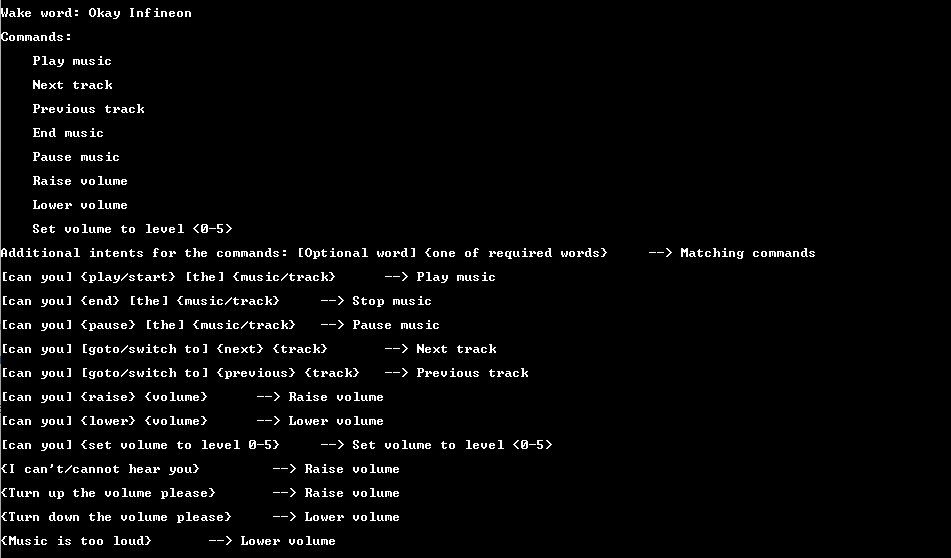 Wake word: Okay Infineon
Commands:
Play music
Next track
Previous track
End music
Pause music
Raise volume
Lower volume
Set volume to level <0-5>
Additional intents for the commands: [Optional word] {one of required words} --> Matching commands
[can you] {play/start} [the] {music/track} --> Play music
[can you] {end} [the] {music/track} --> Stop music
[can you] {pause} [the] {music/track} --> Pause music
[can you] [goto/switch to] {next} {track} --> Next track
[can you] [goto/switch to] {previous} {track} --> Previous track
[can you] {raise} {volume} --> Raise volume
[can you] {lower} {volume} --> Lower volume
[can you] {set volume to level 0-5} --> Set volume to level <0-5>
{I can't/cannot hear you} --> Raise volume
{Turn up the volume please} --> Raise volume
{Turn down the volume please} --> Lower volume
{Music is too loud} --> Lower volume